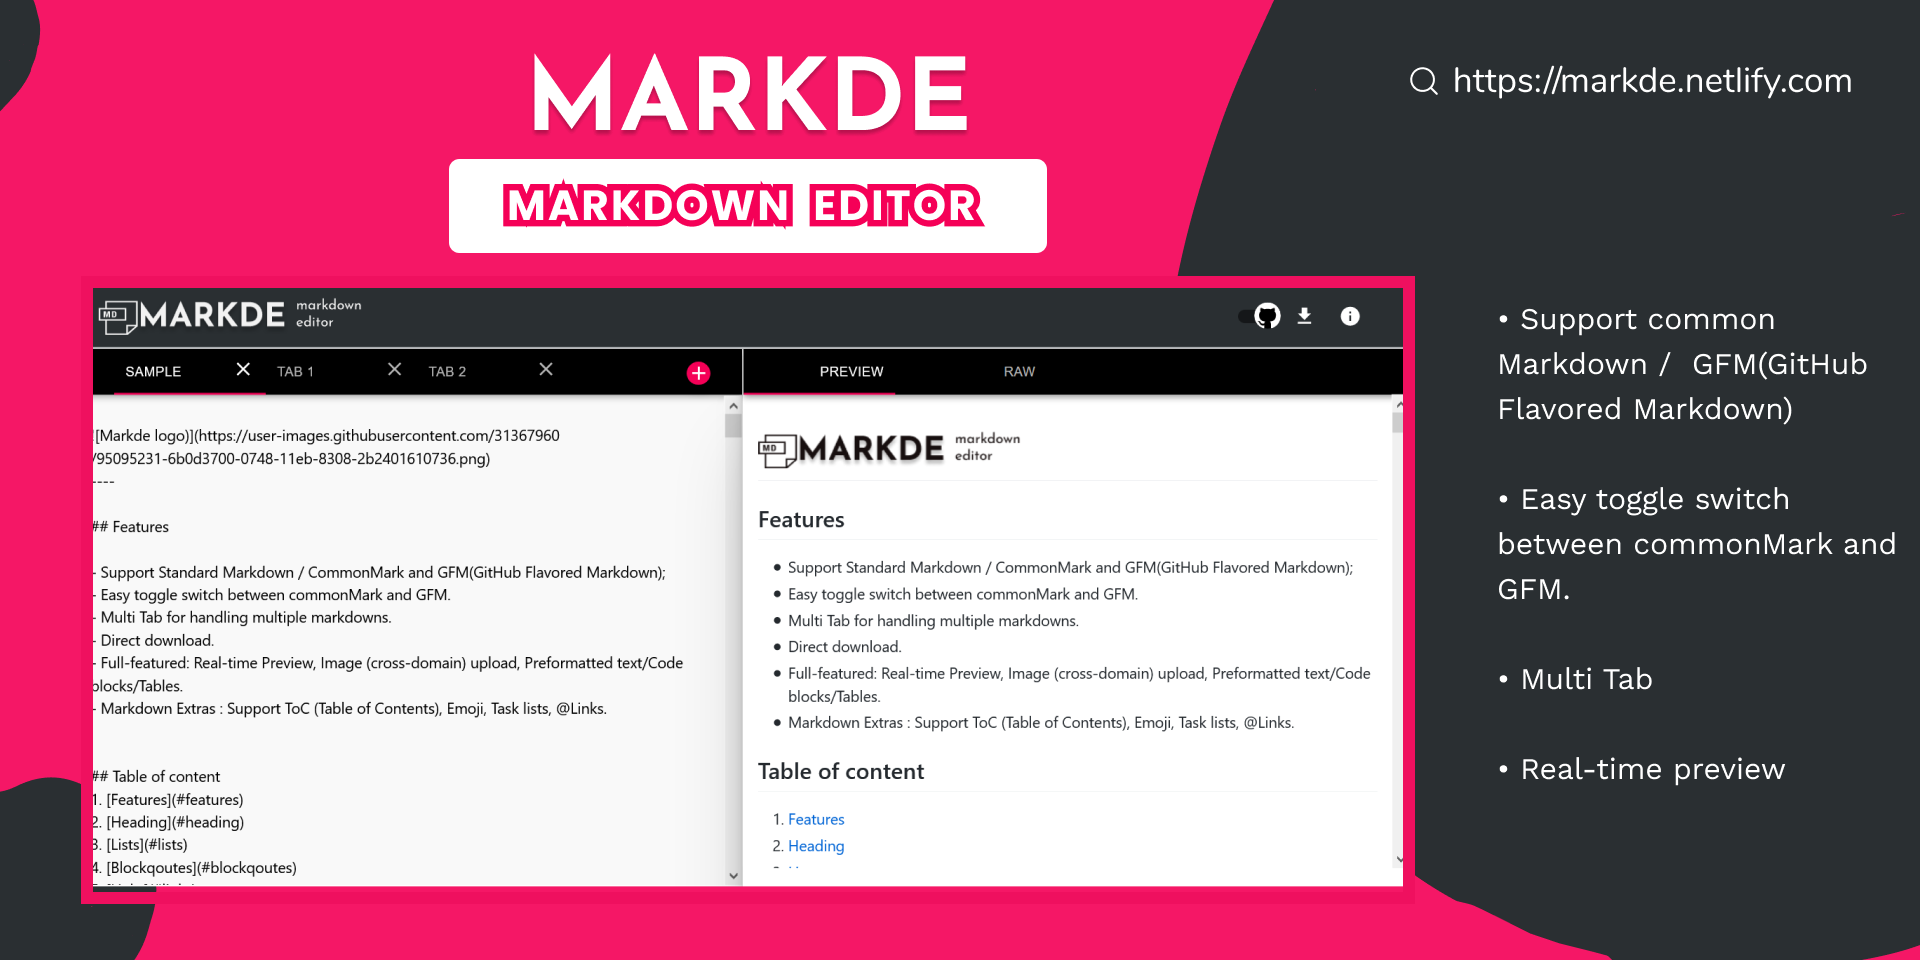 MARKDE
https://markde.netlify.com
MARKDOWN EDITOR
MD MARKDE markdown
editor
SAMPLE TAB 1 TAB 2
PREVIEW RAW
[Markde logo)](https://user-images.githubusercontent.com/31367960
/95095231-6b0d3700-0748-11eb-8308-2b2401610736.png)
----
## Features
- Support Standard Markdown / CommonMark and GFM(GitHub Flavored Markdown);
- Easy toggle switch between commonMark and GFM.
- Multi Tab for handling multiple markdowns.
- Direct download.
- Full-featured: Real-time Preview, Image (cross-domain) upload, Preformatted text/Code
blocks/Tables.
- Markdown Extras : Support ToC (Table of Contents), Emoji, Task lists, @Links.
## Table of content
1. [Features](#features)
2. [Heading](#heading)
3. [Lists](#lists)
4. [Blockqoutes](#blockqoutes)
MD MARKDE markdown
editor
Features
• Support Standard Markdown / CommonMark and GFM(GitHub Flavored Markdown);
• Easy toggle switch between commonMark and GFM.
• Multi Tab for handling multiple markdowns.
• Direct download.
• Full-featured: Real-time Preview, Image (cross-domain) upload, Preformatted text/Code
blocks/Tables.
• Markdown Extras : Support ToC (Table of Contents), Emoji, Task lists, @Links.
Table of content
1. Features
2. Heading
• Support common
Markdown / GFM(GitHub
Flavored Markdown)
• Easy toggle switch
between commonMark and
GFM.
• Multi Tab
• Real-time preview